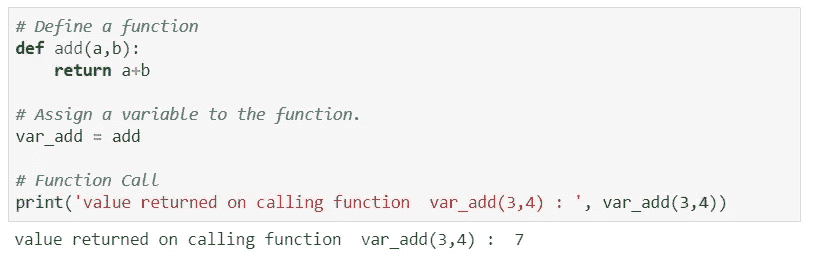 # Define a function
def add(a,b):
    return a+b
# Assign a variable to the function.
var_add = add
# Function Call
print('value returned on calling function  var_add(3,4) : ', var_add(3,4))
value returned on calling function  var_add(3,4) :  7